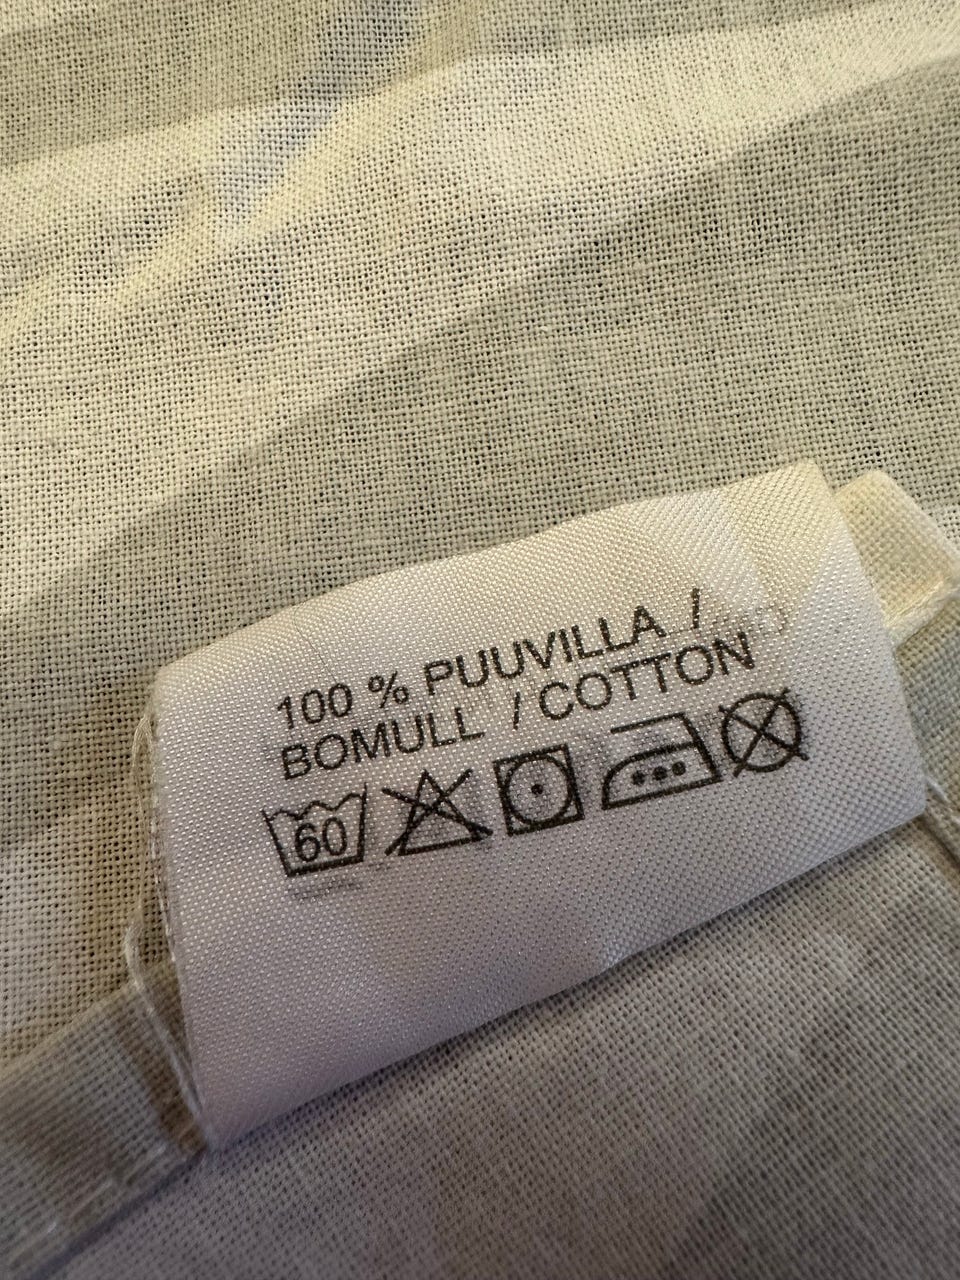 100 % PUUVILLA /
BOMULL / COTTON
60